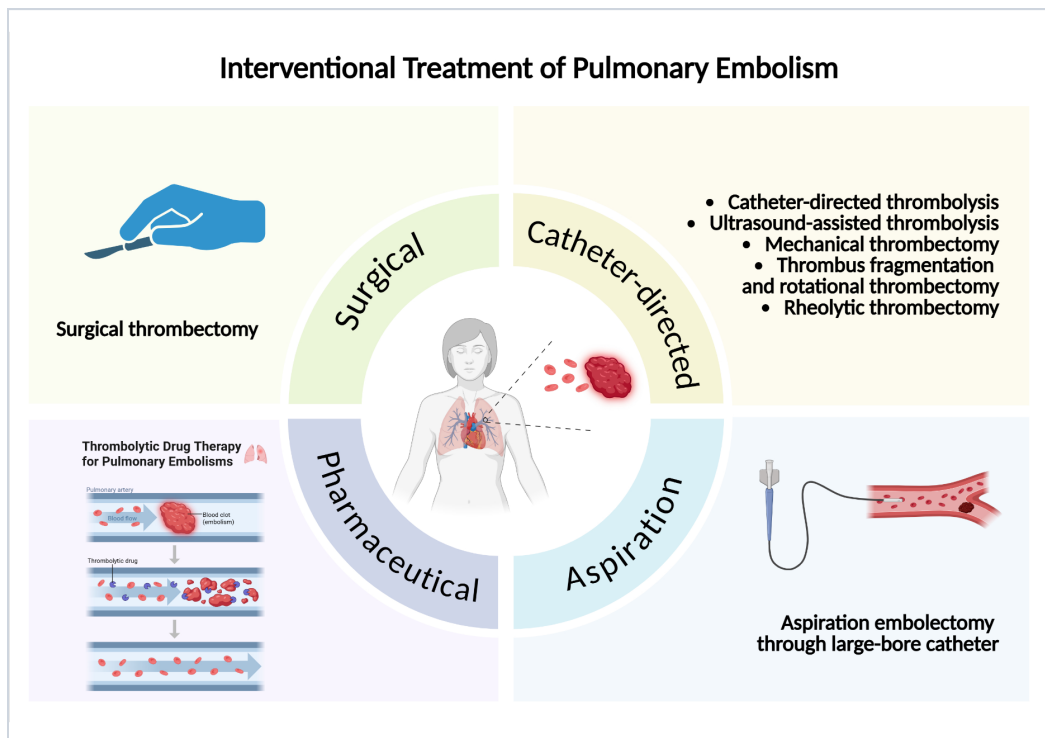 Interventional Treatment of Pulmonary Embolism
Surgical
Surgical thrombectomy
Catheter-directed
• Catheter-directed thrombolysis
• Ultrasound-assisted thrombolysis
• Mechanical thrombectomy
• Thrombus fragmentation
and rotational thrombectomy
• Rheolytic thrombectomy
Pharmaceutical
Thrombolytic Drug Therapy
for Pulmonary Embolisms
Pulmonary artery
Blood flow
Blood clot
(embolism)
Thrombolytic drug
Aspiration
Aspiration embolectomy
through large-bore catheter